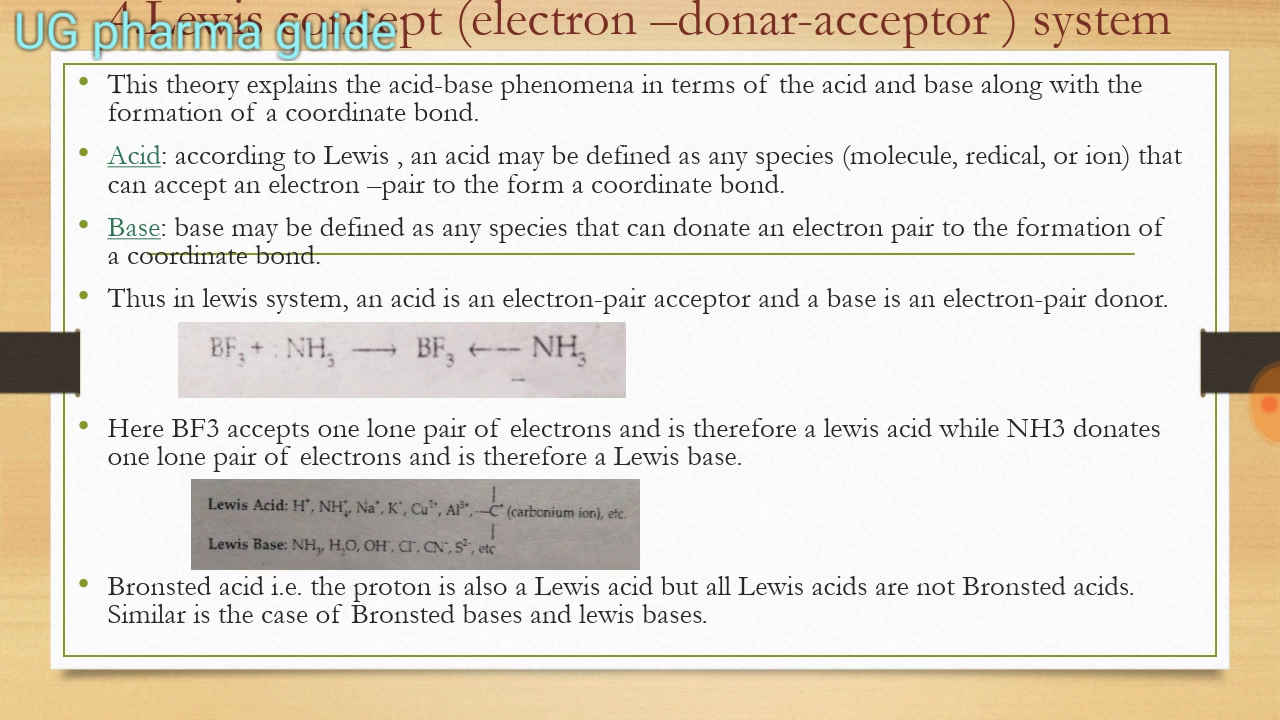 4.Lewis concept (electron –donar-acceptor ) system
UG pharma guide
• This theory explains the acid-base phenomena in terms of the acid and base along with the
formation of a coordinate bond.
• Acid: according to Lewis , an acid may be defined as any species (molecule, redical, or ion) that
can accept an electron –pair to the form a coordinate bond.
• Base: base may be defined as any species that can donate an electron pair to the formation of
a coordinate bond.
• Thus in lewis system, an acid is an electron-pair acceptor and a base is an electron-pair donor.
BF₃ + : NH₃ ⟶ BF₃ ←-- NH₃
• Here BF3 accepts one lone pair of electrons and is therefore a lewis acid while NH3 donates
one lone pair of electrons and is therefore a Lewis base.
Lewis Acid: H⁺, NH₄⁺, Na⁺, K⁺, Cu²⁺, Al³⁺, —C⁺ (carbonium ion), etc.
Lewis Base: NH₃, H₂O, OH⁻, Cl⁻, CN⁻, S²⁻, etc
• Bronsted acid i.e. the proton is also a Lewis acid but all Lewis acids are not Bronsted acids.
Similar is the case of Bronsted bases and lewis bases.